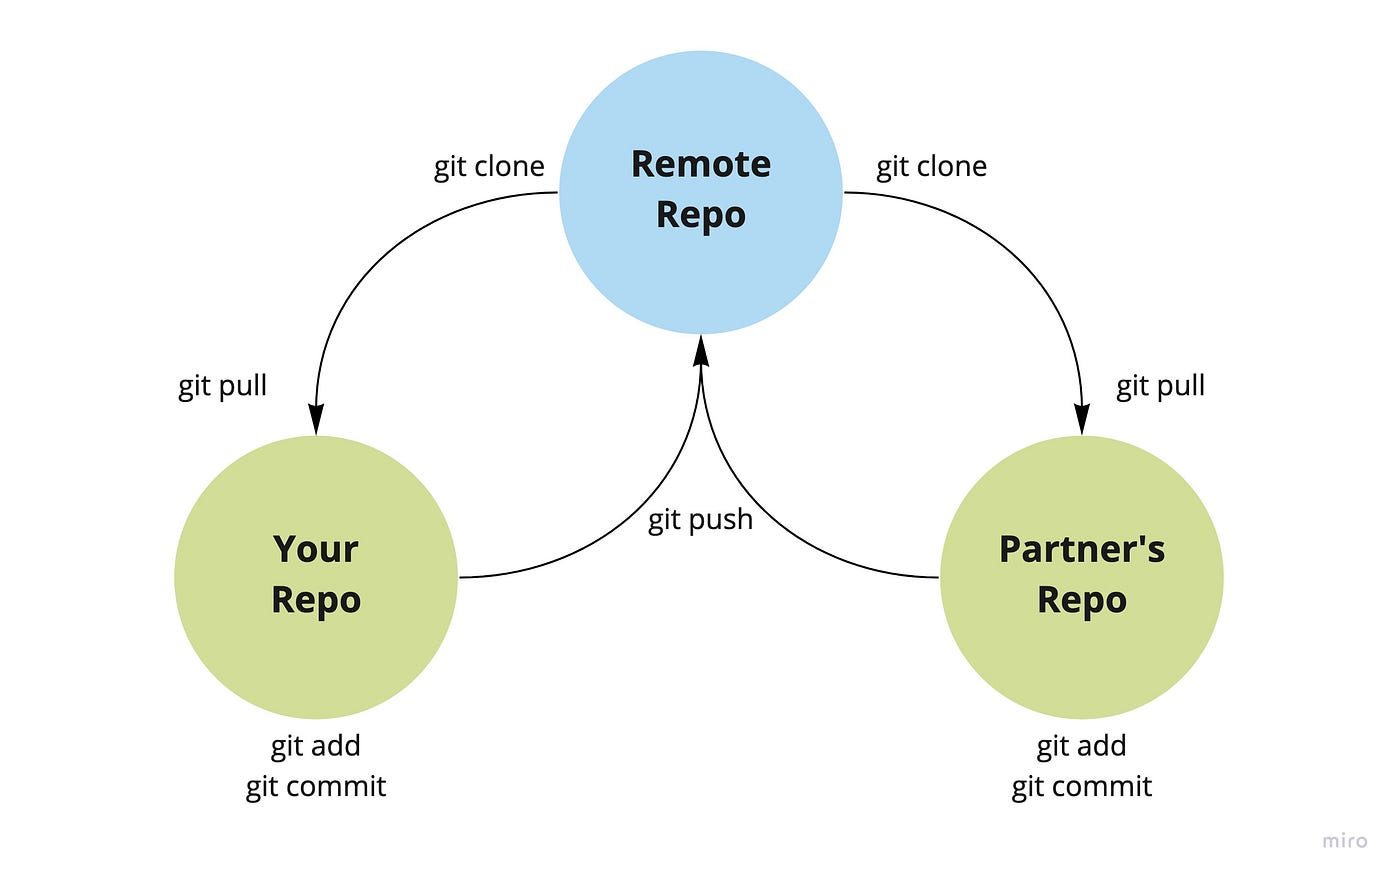 Remote
Repo
git clone
git clone
git pull
git pull
git push
Your
Repo
Partner's
Repo
git add
git commit
git add
git commit
miro